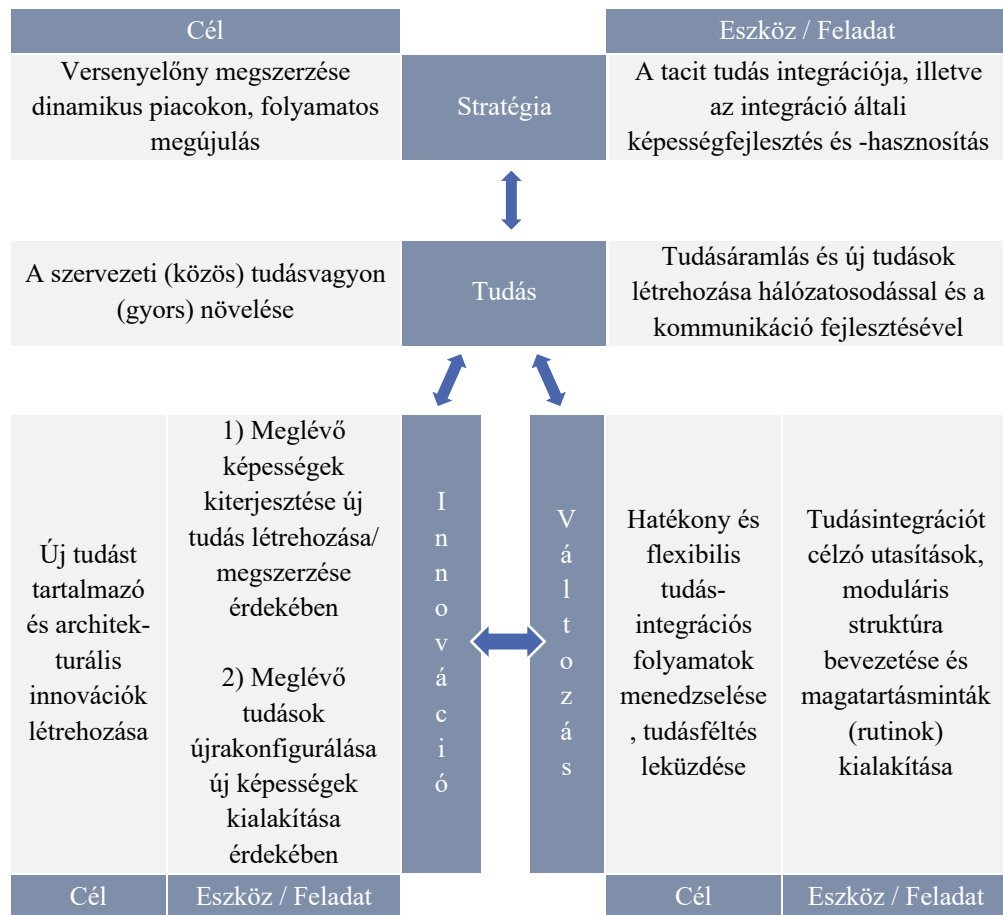 Cél
Eszköz / Feladat
Versenyelőny megszerzése
dinamikus piacokon, folyamatos
megújulás
Stratégia
A tacit tudás integrációja, illetve
az integráció általi
képességfejlesztés és -hasznosítás
A szervezeti (közös) tudásvagyon
(gyors) növelése
Tudás
Tudásáramlás és új tudások
létrehozása hálózatosodással és a
kommunikáció fejlesztésével
Új tudást
tartalmazó
és architek-
turális
innovációk
létrehozása
1) Meglévő
képességek
kiterjesztése új
tudás létrehozása/
megszerzése
érdekében
2) Meglévő
tudások
újrakonfigurálása
új képességek
kialakítása
érdekében
Innováció
Változás
Hatékony és
flexibilis
tudás-
integrációs
folyamatok
menedzselése
, tudásféltés
leküzdése
Tudásintegrációt
célzó utasítások,
moduláris
struktúra
bevezetése és
magatartásminták
(rutinok)
kialakítása
Cél
Eszköz / Feladat
Cél
Eszköz / Feladat